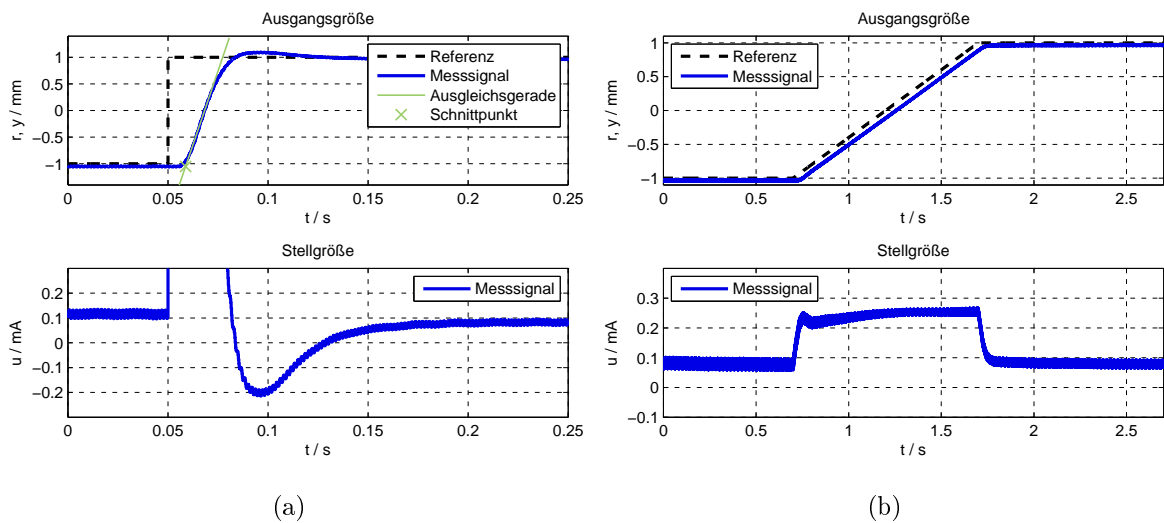 Ausgangsgröße
r, y / mm
1
0.5
0
−0.5
−1
0 0.05 0.1 0.15 0.2 0.25
t / s
Referenz
Messsignal
Ausgleichsgerade
Schnittpunkt
Stellgröße
u / mA
0.2
0.1
0
−0.1
−0.2
0 0.05 0.1 0.15 0.2 0.25
t / s
Messsignal
(a)
Ausgangsgröße
r, y / mm
1
0.5
0
−0.5
−1
0 0.5 1 1.5 2 2.5
t / s
Referenz
Messsignal
Stellgröße
u / mA
0.3
0.2
0.1
0
−0.1
0 0.5 1 1.5 2 2.5
t / s
Messsignal
(b)